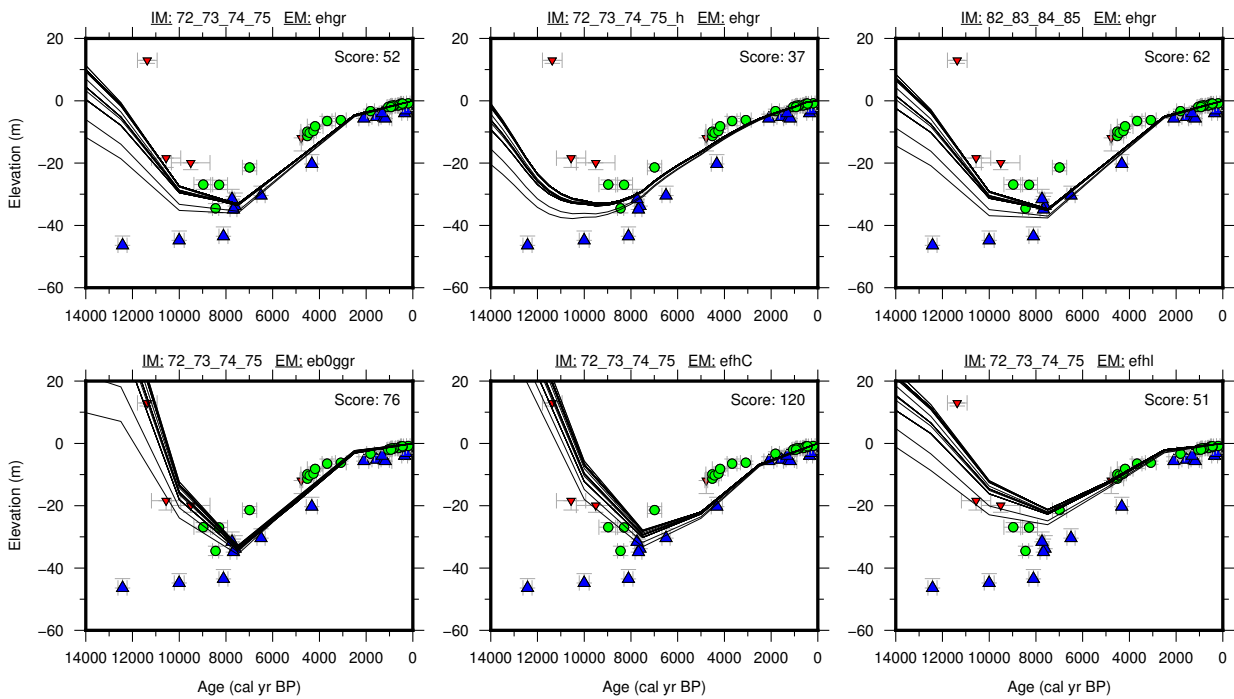 IM: 72_73_74_75 EM: ehgr
IM: 72_73_74_75_h EM: ehgr
IM: 82_83_84_85 EM: ehgr
Score: 52
Score: 37
Score: 62
20
0
−20
−40
−60
Elevation (m)
14000 12000 10000 8000 6000 4000 2000 0
14000 12000 10000 8000 6000 4000 2000 0
14000 12000 10000 8000 6000 4000 2000 0
IM: 72_73_74_75 EM: eb0ggr
IM: 72_73_74_75 EM: efhC
IM: 72_73_74_75 EM: efhI
Score: 76
Score: 120
Score: 51
20
0
−20
−40
−60
Elevation (m)
14000 12000 10000 8000 6000 4000 2000 0
14000 12000 10000 8000 6000 4000 2000 0
14000 12000 10000 8000 6000 4000 2000 0
Age (cal yr BP)
Age (cal yr BP)
Age (cal yr BP)